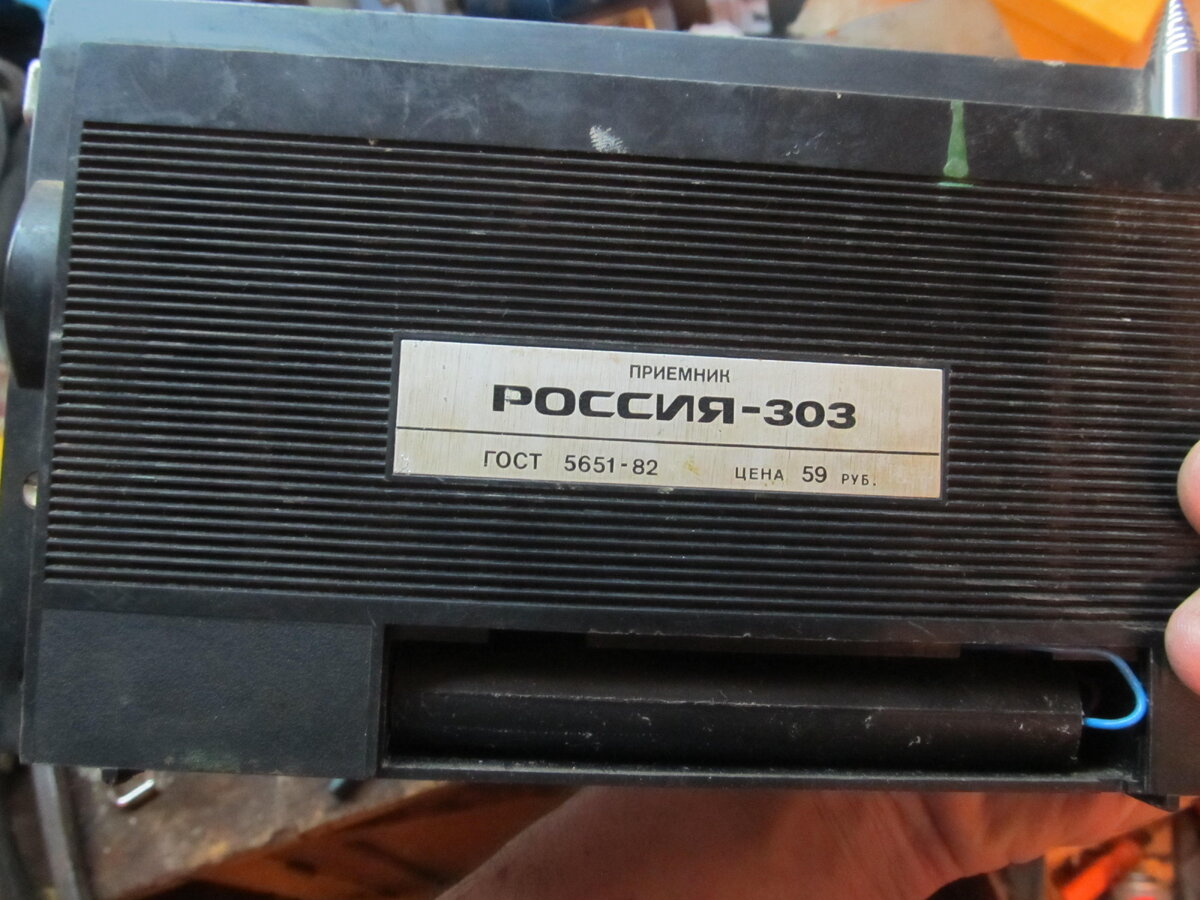 ПРИЕМНИК
РОССИЯ-303
ГОСТ 5651-82 ЦЕНА 59 РУБ.